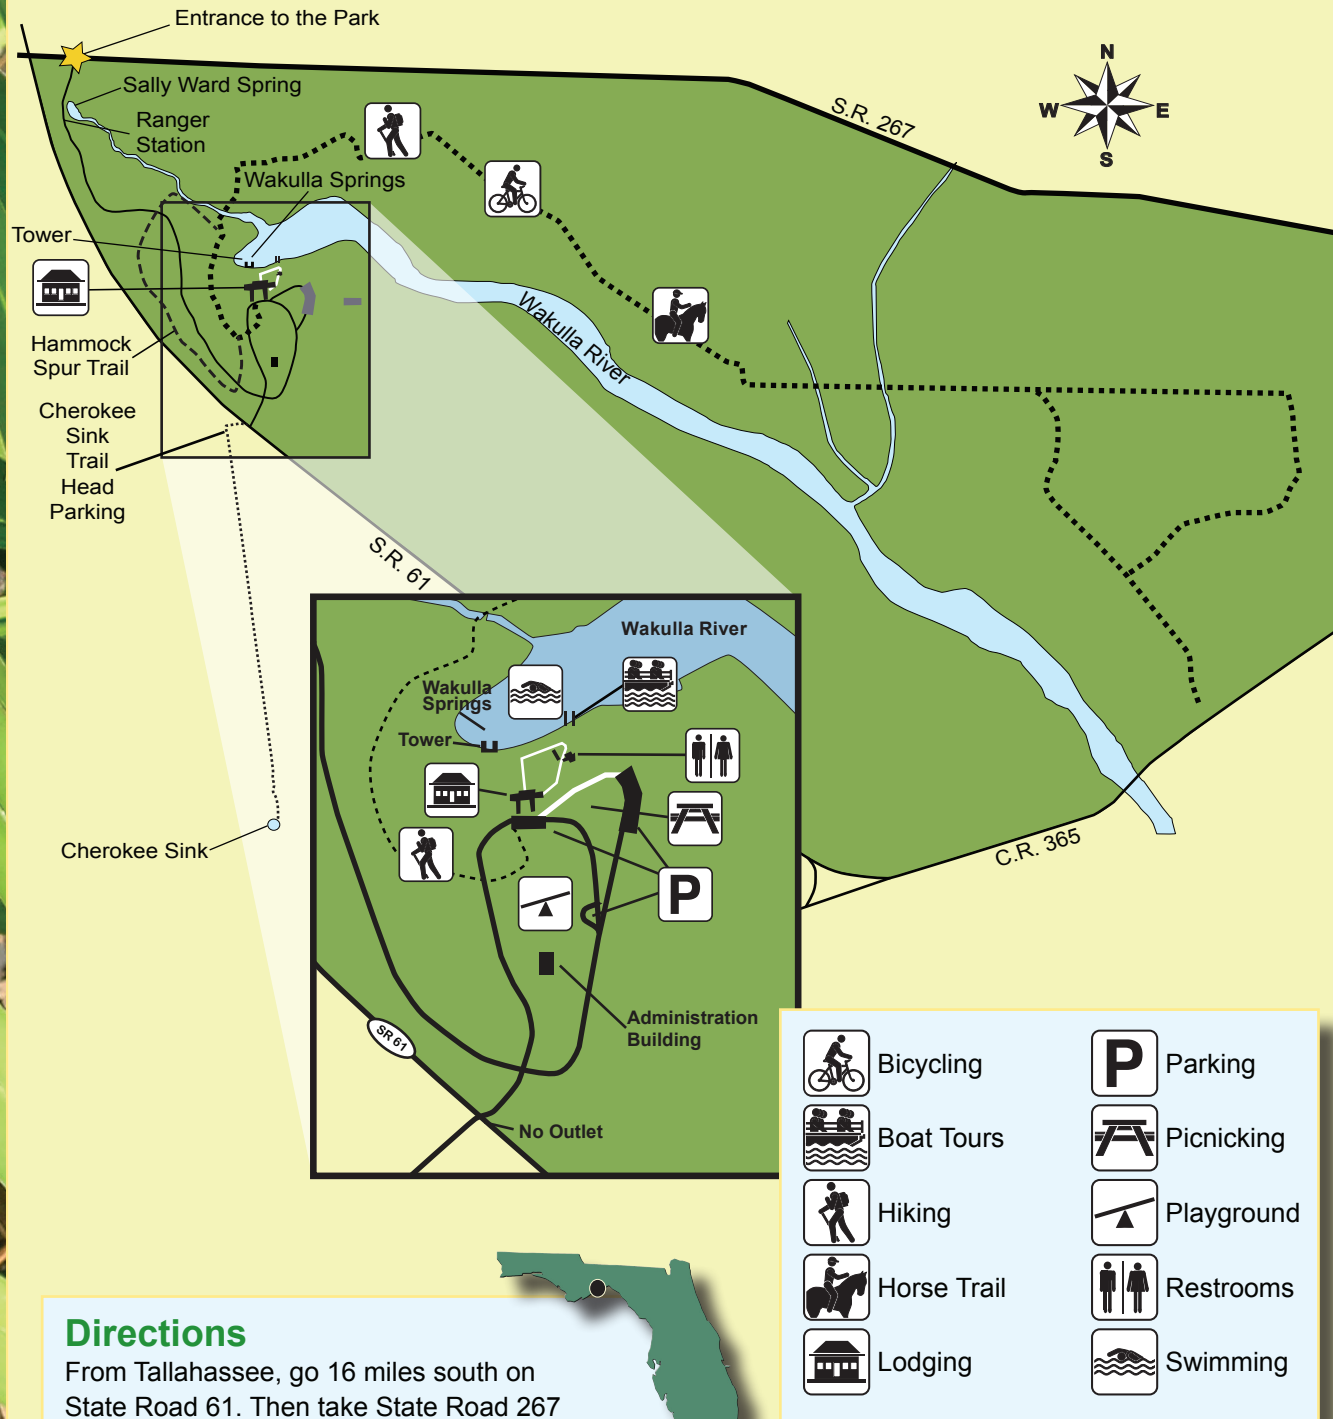 Entrance to the Park
Sally Ward Spring
Ranger
Station
S.R. 267
N
W
E
S
Wakulla Springs
Tower
Wakulla River
Hammock
Spur Trail
Cherokee
Sink
Trail
Head
Parking
S.R. 61
Cherokee Sink
C.R. 365
Wakulla River
Wakulla
Springs
Tower
P
Administration
Building
SR 61
No Outlet
Bicycling
Boat Tours
Hiking
Horse Trail
Lodging
P
Parking
Picnicking
Playground
Restrooms
Swimming
Directions
From Tallahassee, go 16 miles south on
State Road 61. Then take State Road 267